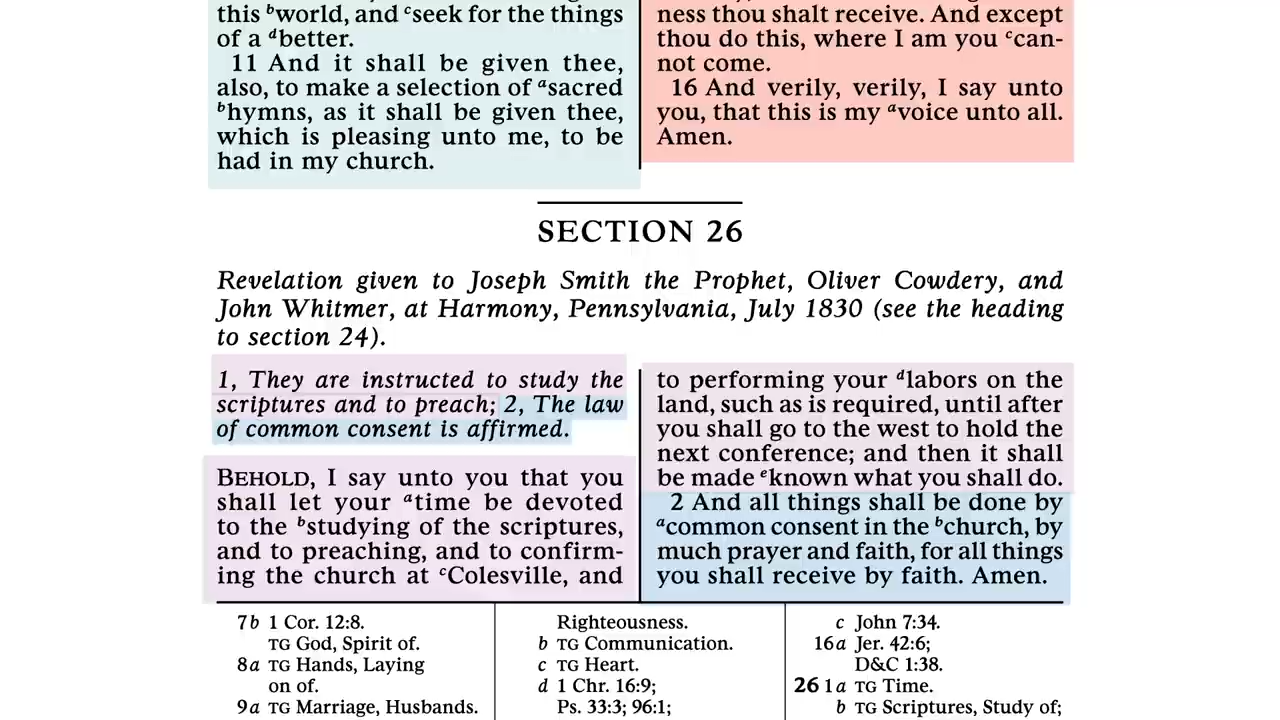 this bworld, and cseek for the things
of a dbetter.
11 And it shall be given thee,
also, to make a selection of asacred
bhymns, as it shall be given thee,
which is pleasing unto me, to be
had in my church.
ness thou shalt receive. And except
thou do this, where I am you ccan-
not come.
16 And verily, verily, I say unto
you, that this is my avoice unto all.
Amen.
SECTION 26
Revelation given to Joseph Smith the Prophet, Oliver Cowdery, and
John Whitmer, at Harmony, Pennsylvania, July 1830 (see the heading
to section 24).
1, They are instructed to study the
scriptures and to preach; 2, The law
of common consent is affirmed.
BEHOLD, I say unto you that you
shall let your atime be devoted
to the bstudying of the scriptures,
and to preaching, and to confirm-
ing the church at cColesville, and
to performing your dlabors on the
land, such as is required, until after
you shall go to the west to hold the
next conference; and then it shall
be made eknown what you shall do.
2 And all things shall be done by
acommon consent in the bchurch, by
much prayer and faith, for all things
you shall receive by faith. Amen.
7b 1 Cor. 12:8.
TG God, Spirit of.
8a TG Hands, Laying
on of.
9a TG Marriage, Husbands.
Righteousness.
b TG Communication.
c TG Heart.
d 1 Chr. 16:9;
Ps. 33:3; 96:1;
c John 7:34.
16a Jer. 42:6;
D&C 1:38.
26 1a TG Time.
b TG Scriptures, Study of;